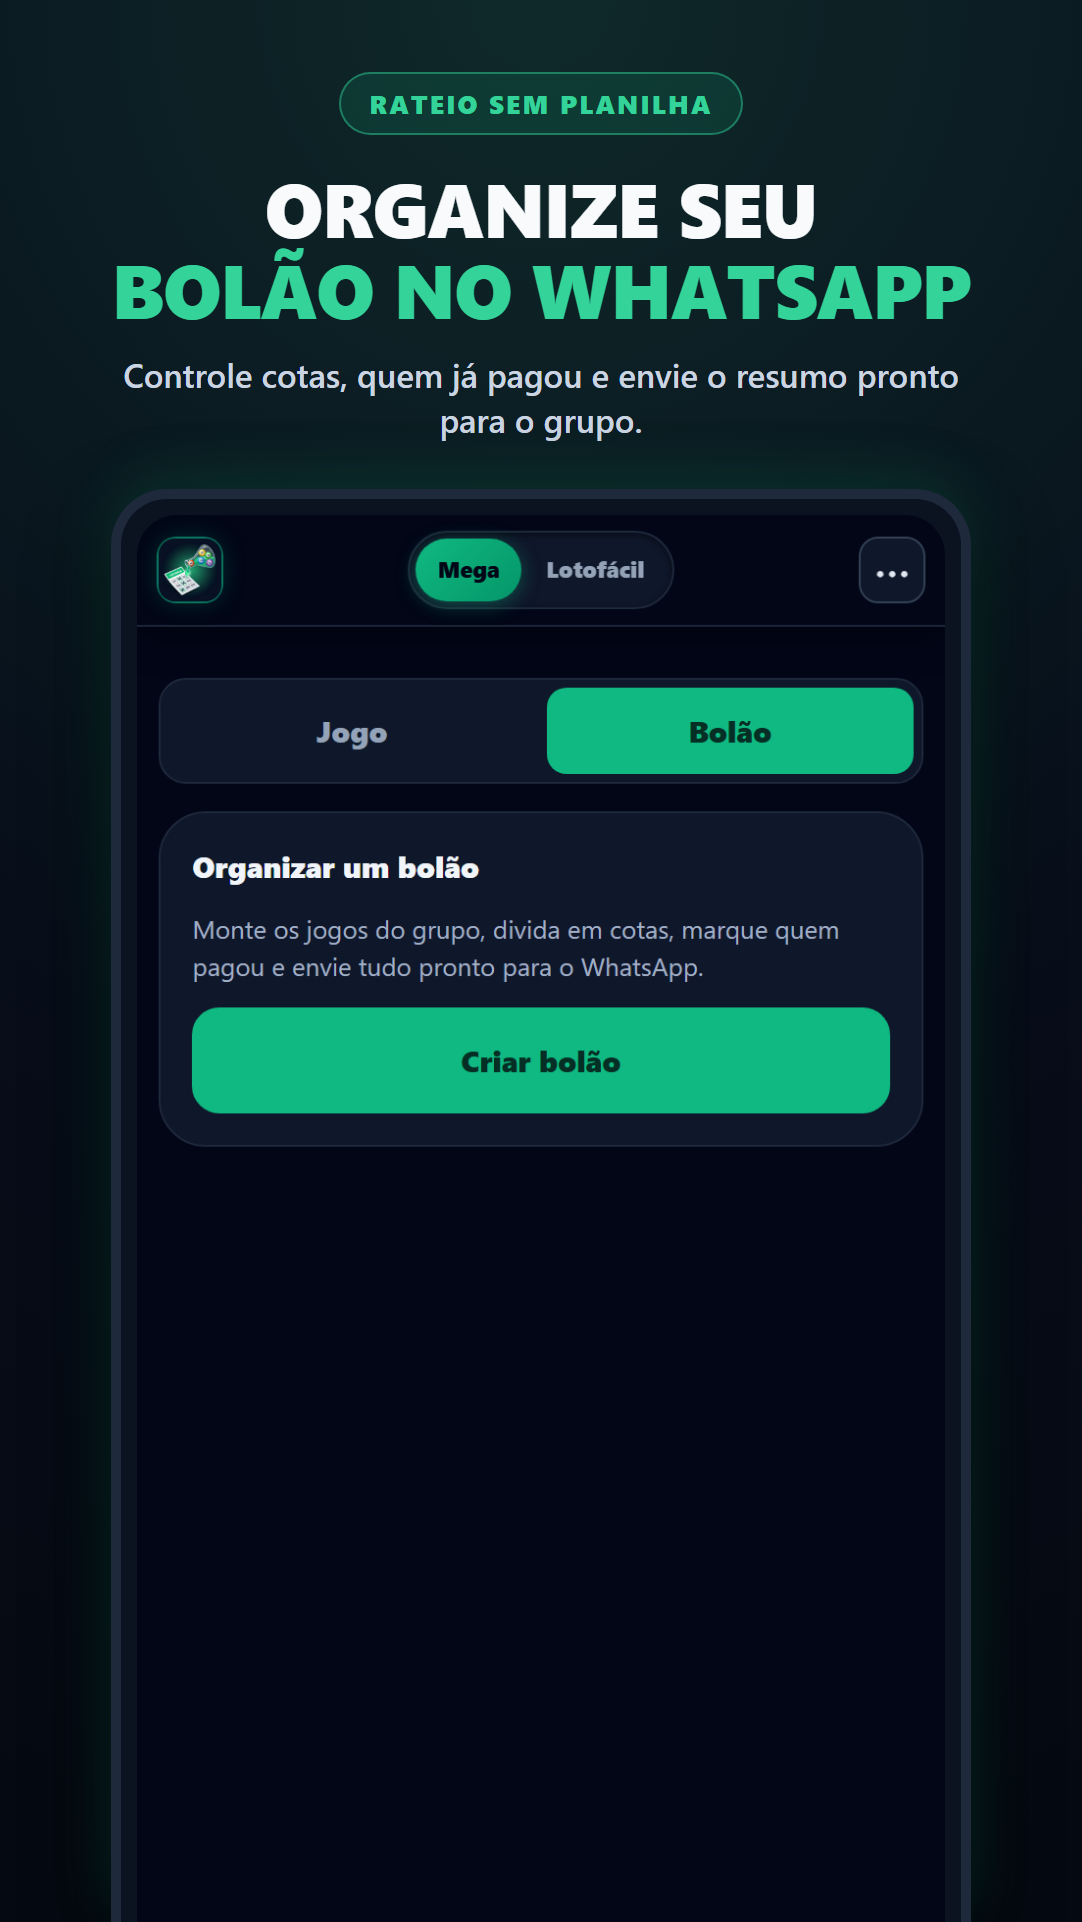 RATEIO SEM PLANILHA
ORGANIZE SEU
BOLÃO NO WHATSAPP
Controle cotas, quem já pagou e envie o resumo pronto
para o grupo.
Mega
Lotofácil
...
Jogo
Bolão
Organizar um bolão
Monte os jogos do grupo, divida em cotas, marque quem
pagou e envie tudo pronto para o WhatsApp.
Criar bolão